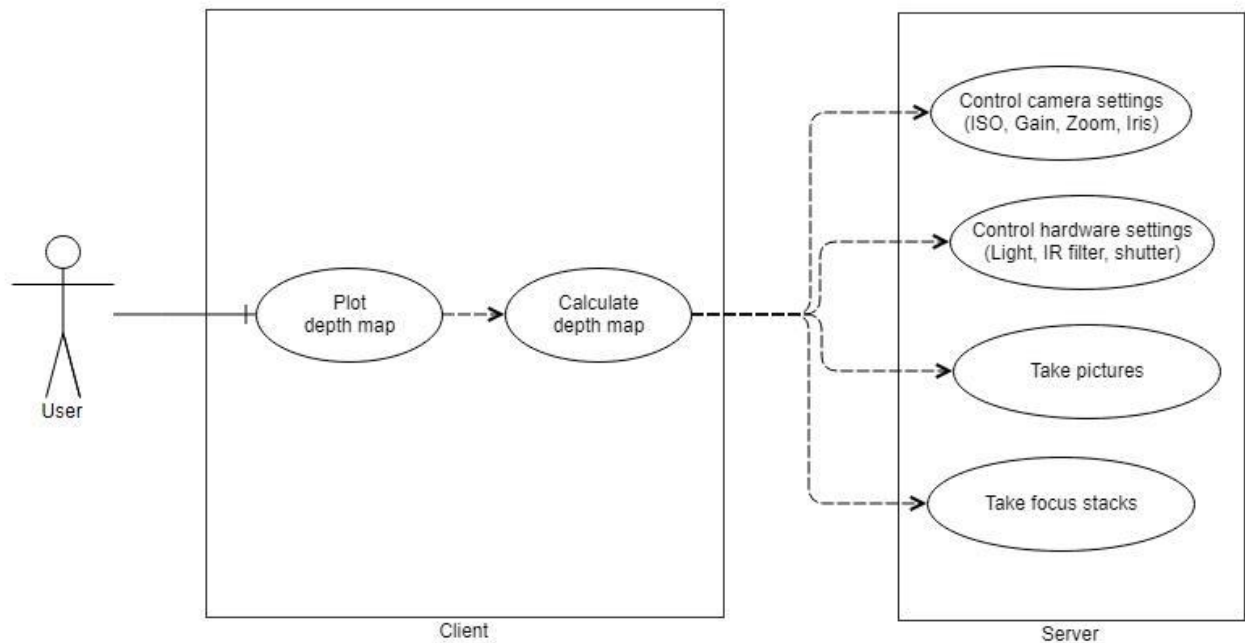 Control camera settings
(ISO, Gain, Zoom, Iris)
Control hardware settings
(Light, IR filter, shutter)
Plot
depth map
Calculate
depth map
Take pictures
User
Take focus stacks
Client
Server